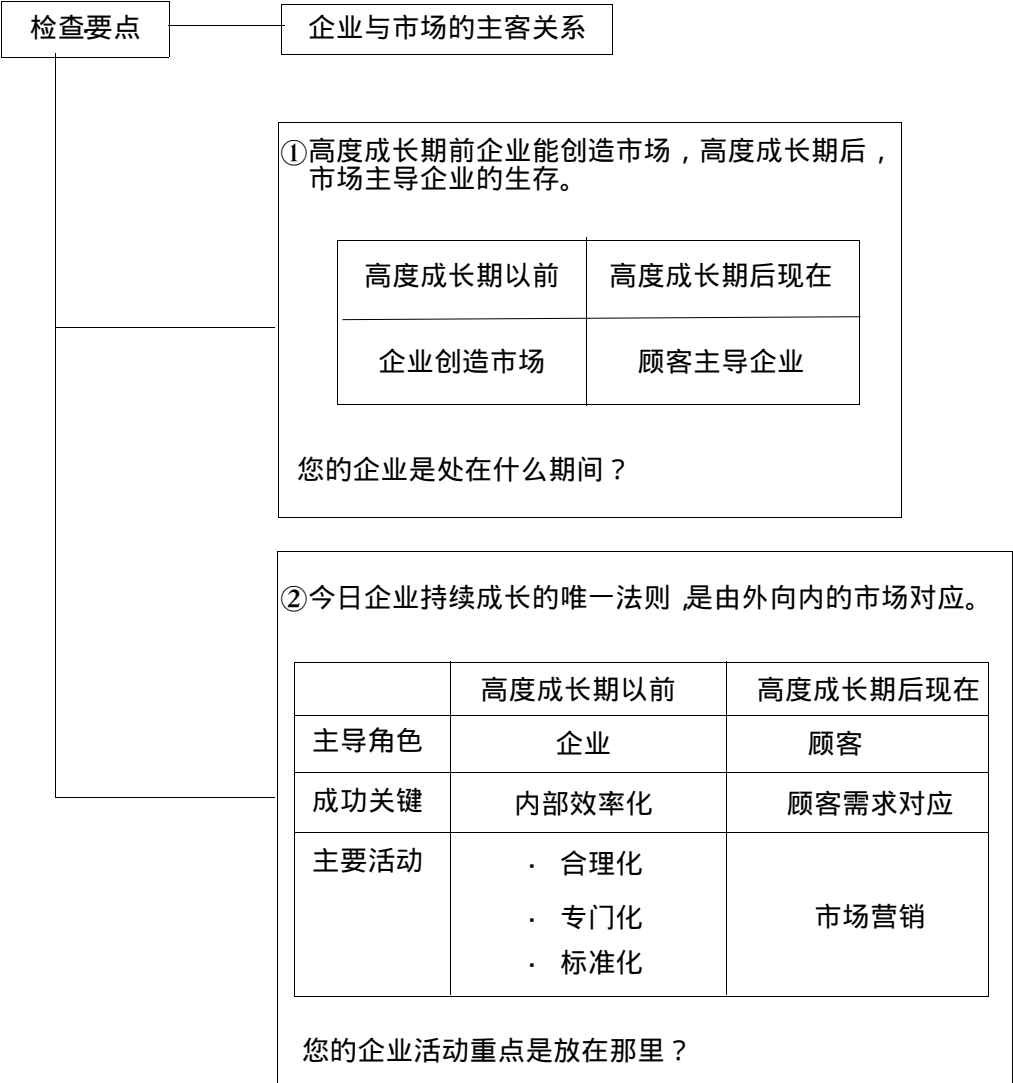 检查要点
企业与市场的主客关系
①高度成长期前企业能创造市场，高度成长期后，
市场主导企业的生存。
高度成长期以前 高度成长期后现在
企业创造市场 顾客主导企业
您的企业是处在什么期间？
②今日企业持续成长的唯一法则,是由外向内的市场对应。
高度成长期以前 高度成长期后现在
主导角色 企业 顾客
成功关键 内部效率化 顾客需求对应
主要活动 · 合理化
· 专门化 市场营销
· 标准化
您的企业活动重点是放在那里？